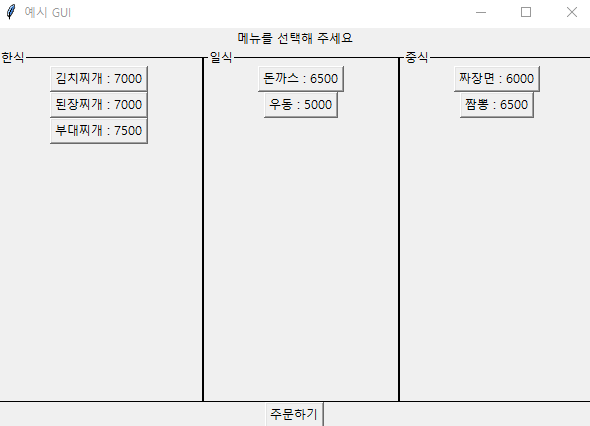 예시 GUI
메뉴를 선택해 주세요
한식
김치찌개 : 7000
된장찌개 : 7000
부대찌개 : 7500
일식
돈까스 : 6500
우동 : 5000
중식
짜장면 : 6000
짬뽕 : 6500
주문하기